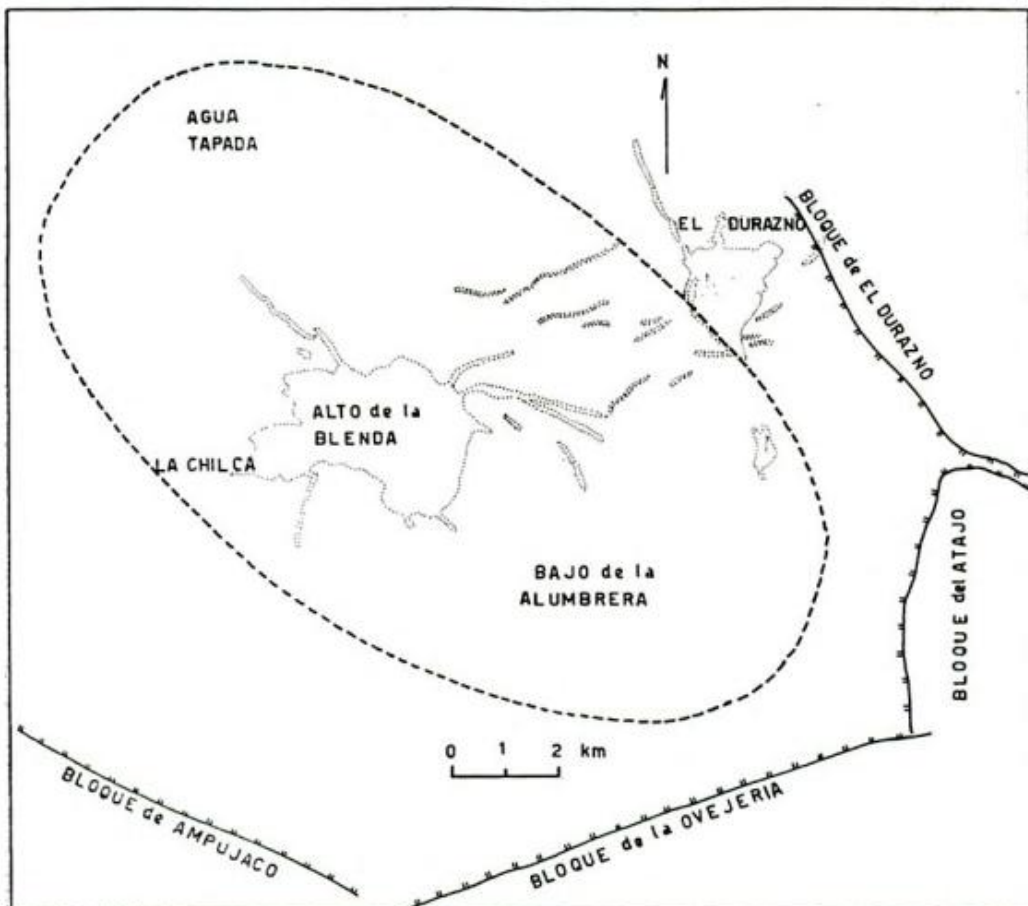 N
AGUA
TAPADA
EL DURAZNO
BLOQUE de EL DURAZNO
ALTO de la
BLENDA
LA CHILCA
BAJO de la
ALUMBRERA
BLOQUE del ATAJO
0 1 2 km
BLOQUE de AMPUJACO
BLOQUE de la OVEJERIA